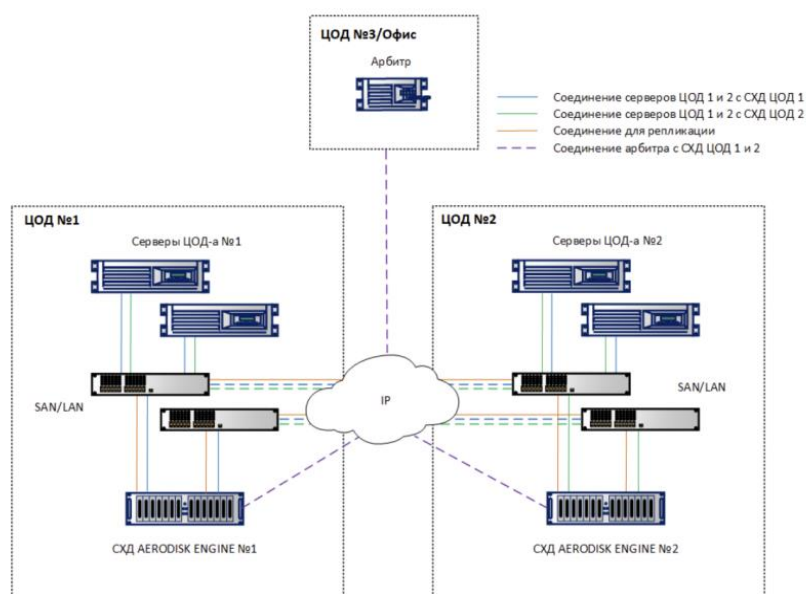 ЦОД №3/Офис
Арбитр
Соединение серверов ЦОД 1 и 2 с СХД ЦОД 1
Соединение серверов ЦОД 1 и 2 с СХД ЦОД 2
Соединение для репликации
Соединение арбитра с СХД ЦОД 1 и 2
ЦОД №1
Серверы ЦОД-а №1
SAN/LAN
СХД AERODISK ENGINE №1
IP
ЦОД №2
Серверы ЦОД-а №2
SAN/LAN
СХД AERODISK ENGINE №2